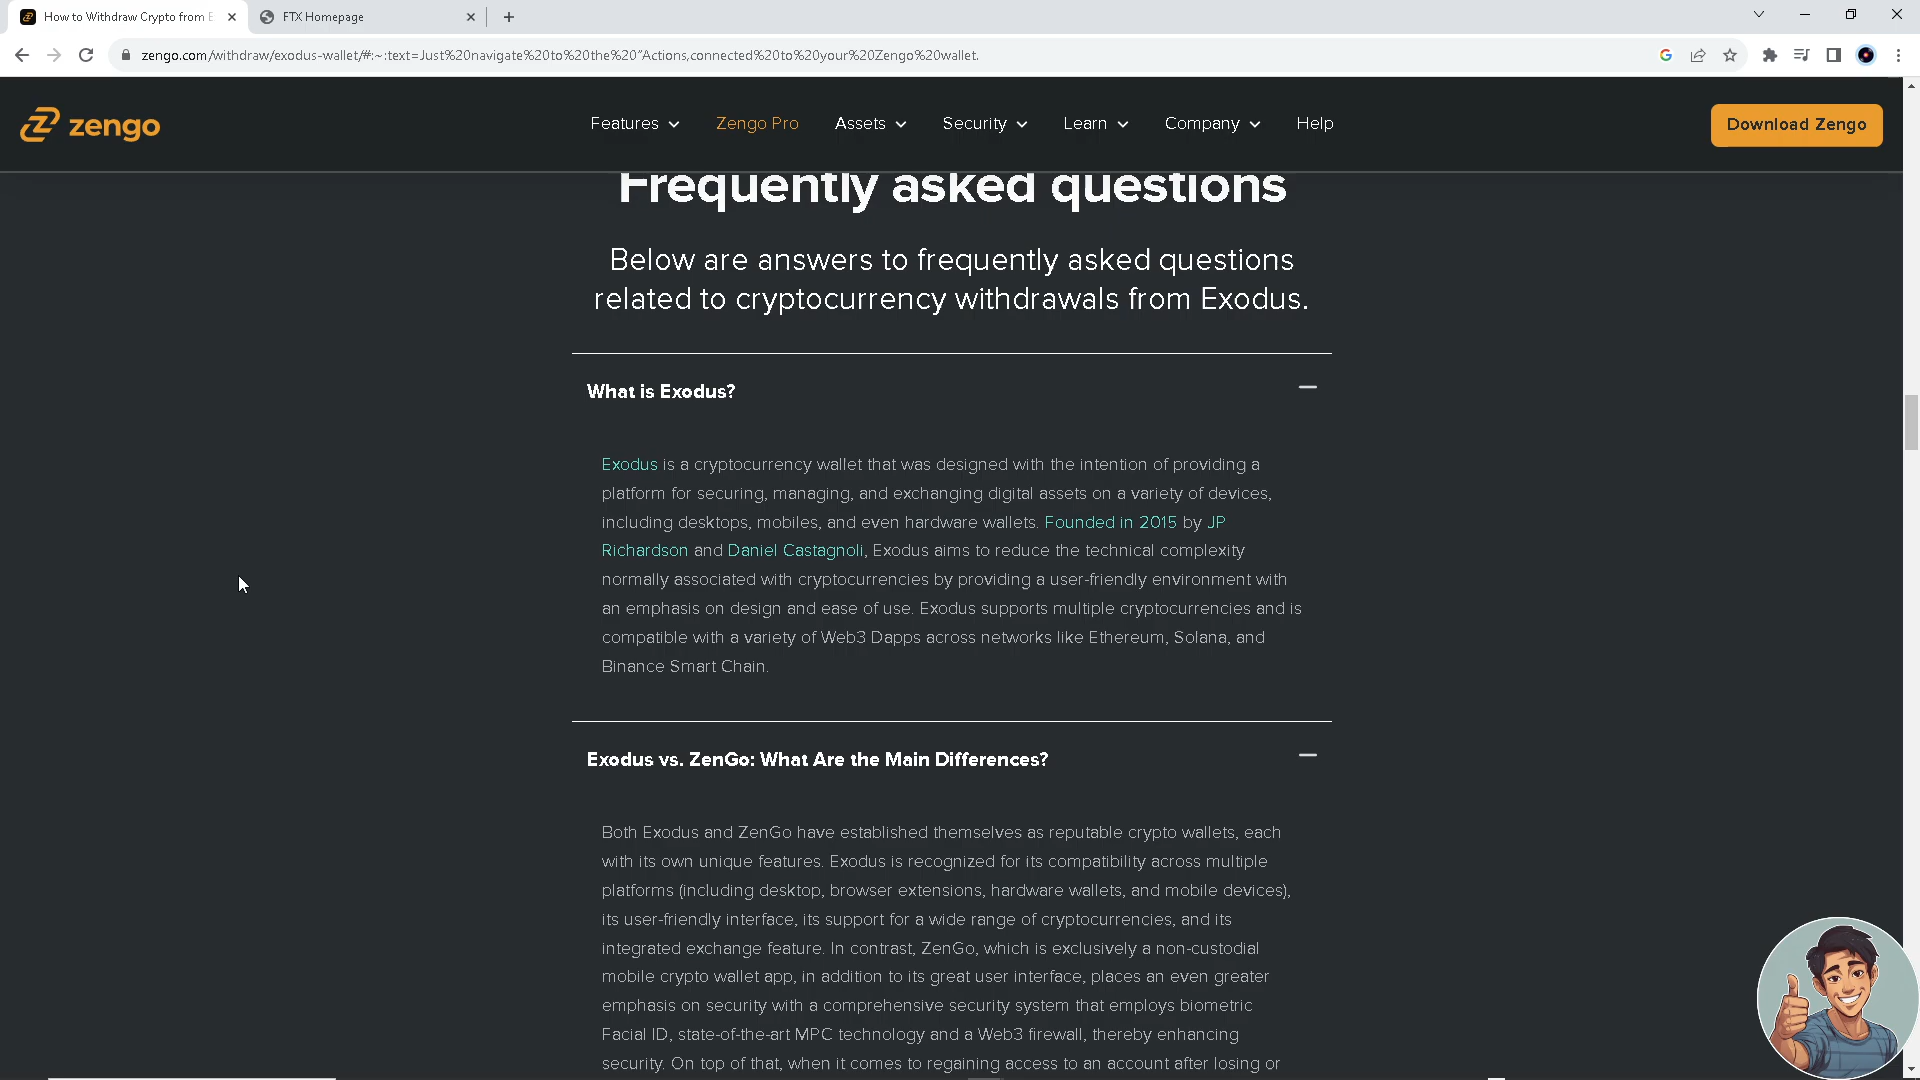 How to Withdraw Crypto from E
FTX Homepage
zengo.com/withdraw/exodus-wallet/#:~:text=Just%20navigate%20to%20the%20"Actions,connected%20to%20your%20Zengo%20wallet.
zengo
Features
Zengo Pro
Assets
Security
Learn
Company
Help
Download Zengo
Frequently asked questions
Below are answers to frequently asked questions
related to cryptocurrency withdrawals from Exodus.
What is Exodus?
Exodus is a cryptocurrency wallet that was designed with the intention of providing a
platform for securing, managing, and exchanging digital assets on a variety of devices,
including desktops, mobiles, and even hardware wallets. Founded in 2015 by JP
Richardson and Daniel Castagnoli, Exodus aims to reduce the technical complexity
normally associated with cryptocurrencies by providing a user-friendly environment with
an emphasis on design and ease of use. Exodus supports multiple cryptocurrencies and is
compatible with a variety of Web3 Dapps across networks like Ethereum, Solana, and
Binance Smart Chain.
Exodus vs. ZenGo: What Are the Main Differences?
Both Exodus and ZenGo have established themselves as reputable crypto wallets, each
with its own unique features. Exodus is recognized for its compatibility across multiple
platforms (including desktop, browser extensions, hardware wallets, and mobile devices),
its user-friendly interface, its support for a wide range of cryptocurrencies, and its
integrated exchange feature. In contrast, ZenGo, which is exclusively a non-custodial
mobile crypto wallet app, in addition to its great user interface, places an even greater
emphasis on security with a comprehensive security system that employs biometric
Facial ID, state-of-the-art MPC technology and a Web3 firewall, thereby enhancing
security. On top of that, when it comes to regaining access to an account after losing or